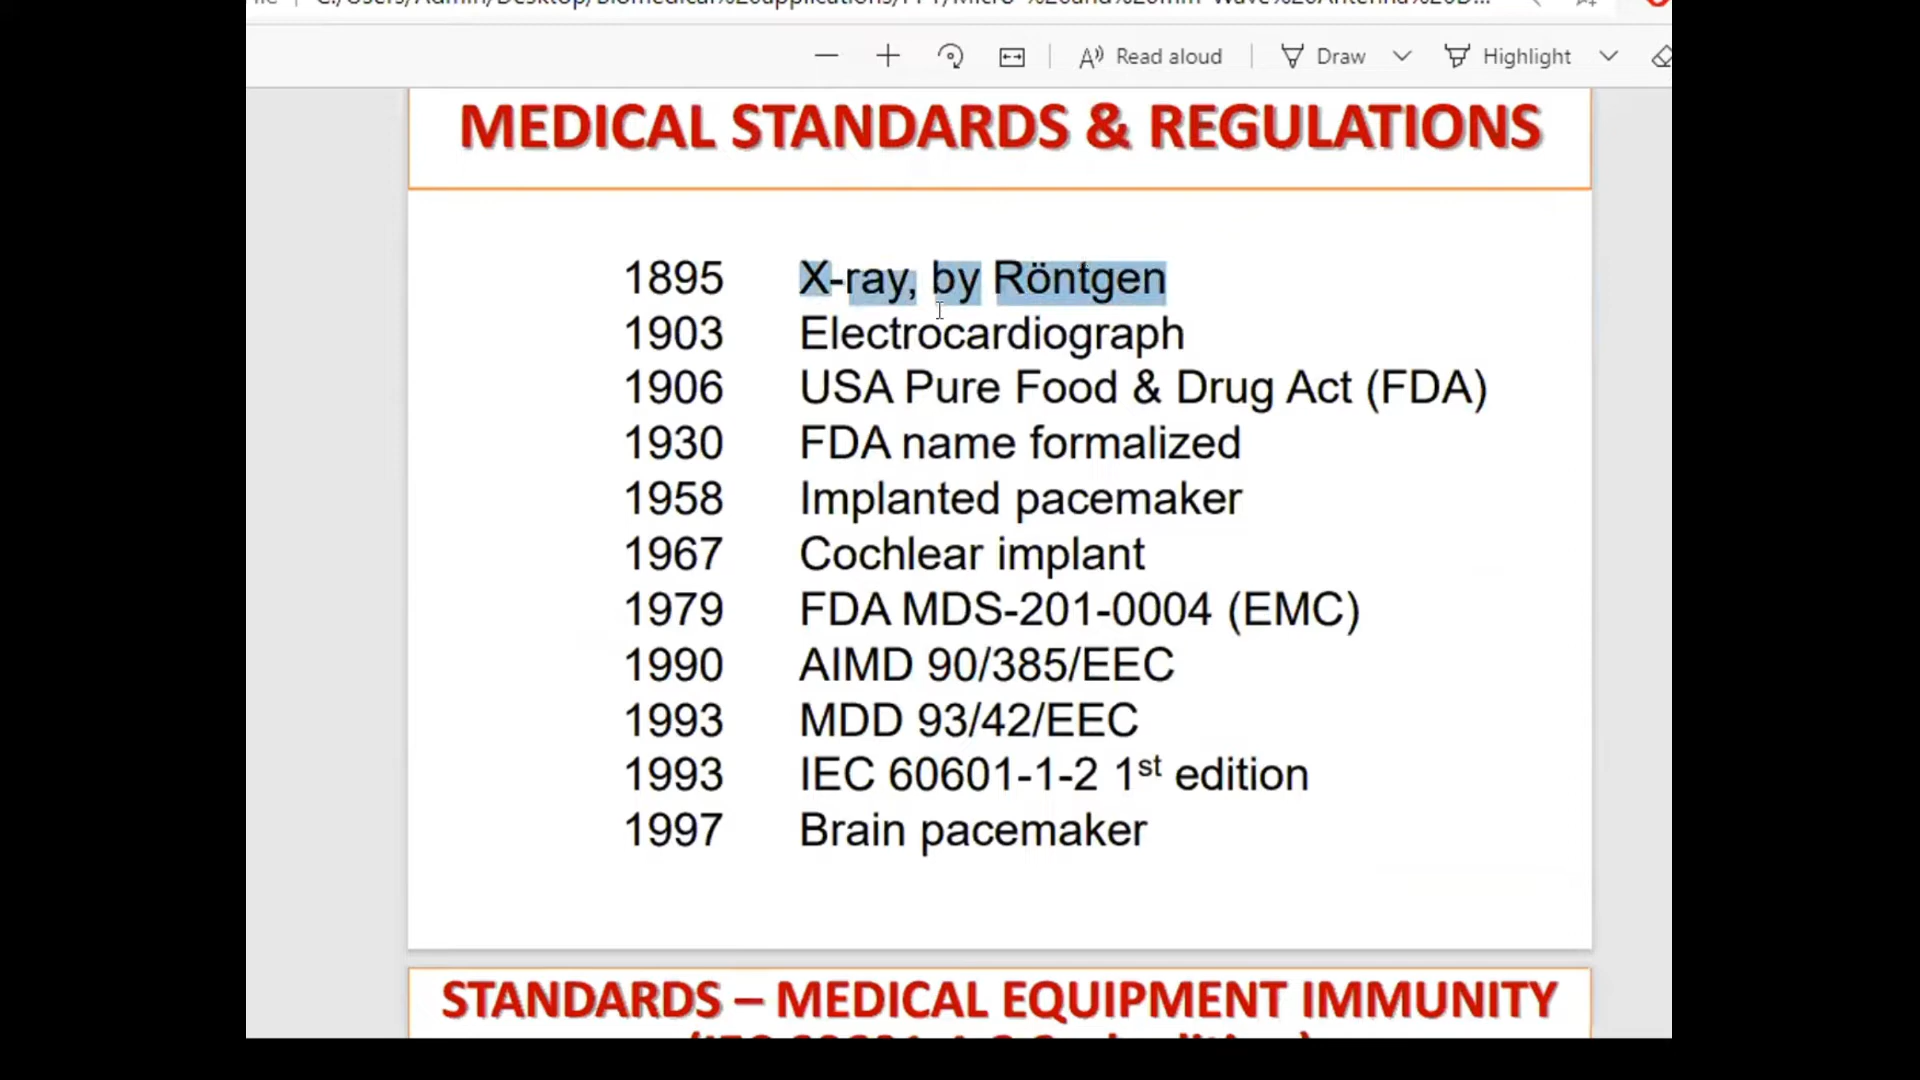 Read aloud Draw Highlight
MEDICAL STANDARDS & REGULATIONS
1895 X-ray, by Röntgen
1903 Electrocardiograph
1906 USA Pure Food & Drug Act (FDA)
1930 FDA name formalized
1958 Implanted pacemaker
1967 Cochlear implant
1979 FDA MDS-201-0004 (EMC)
1990 AIMD 90/385/EEC
1993 MDD 93/42/EEC
1993 IEC 60601-1-2 1st edition
1997 Brain pacemaker
STANDARDS – MEDICAL EQUIPMENT IMMUNITY